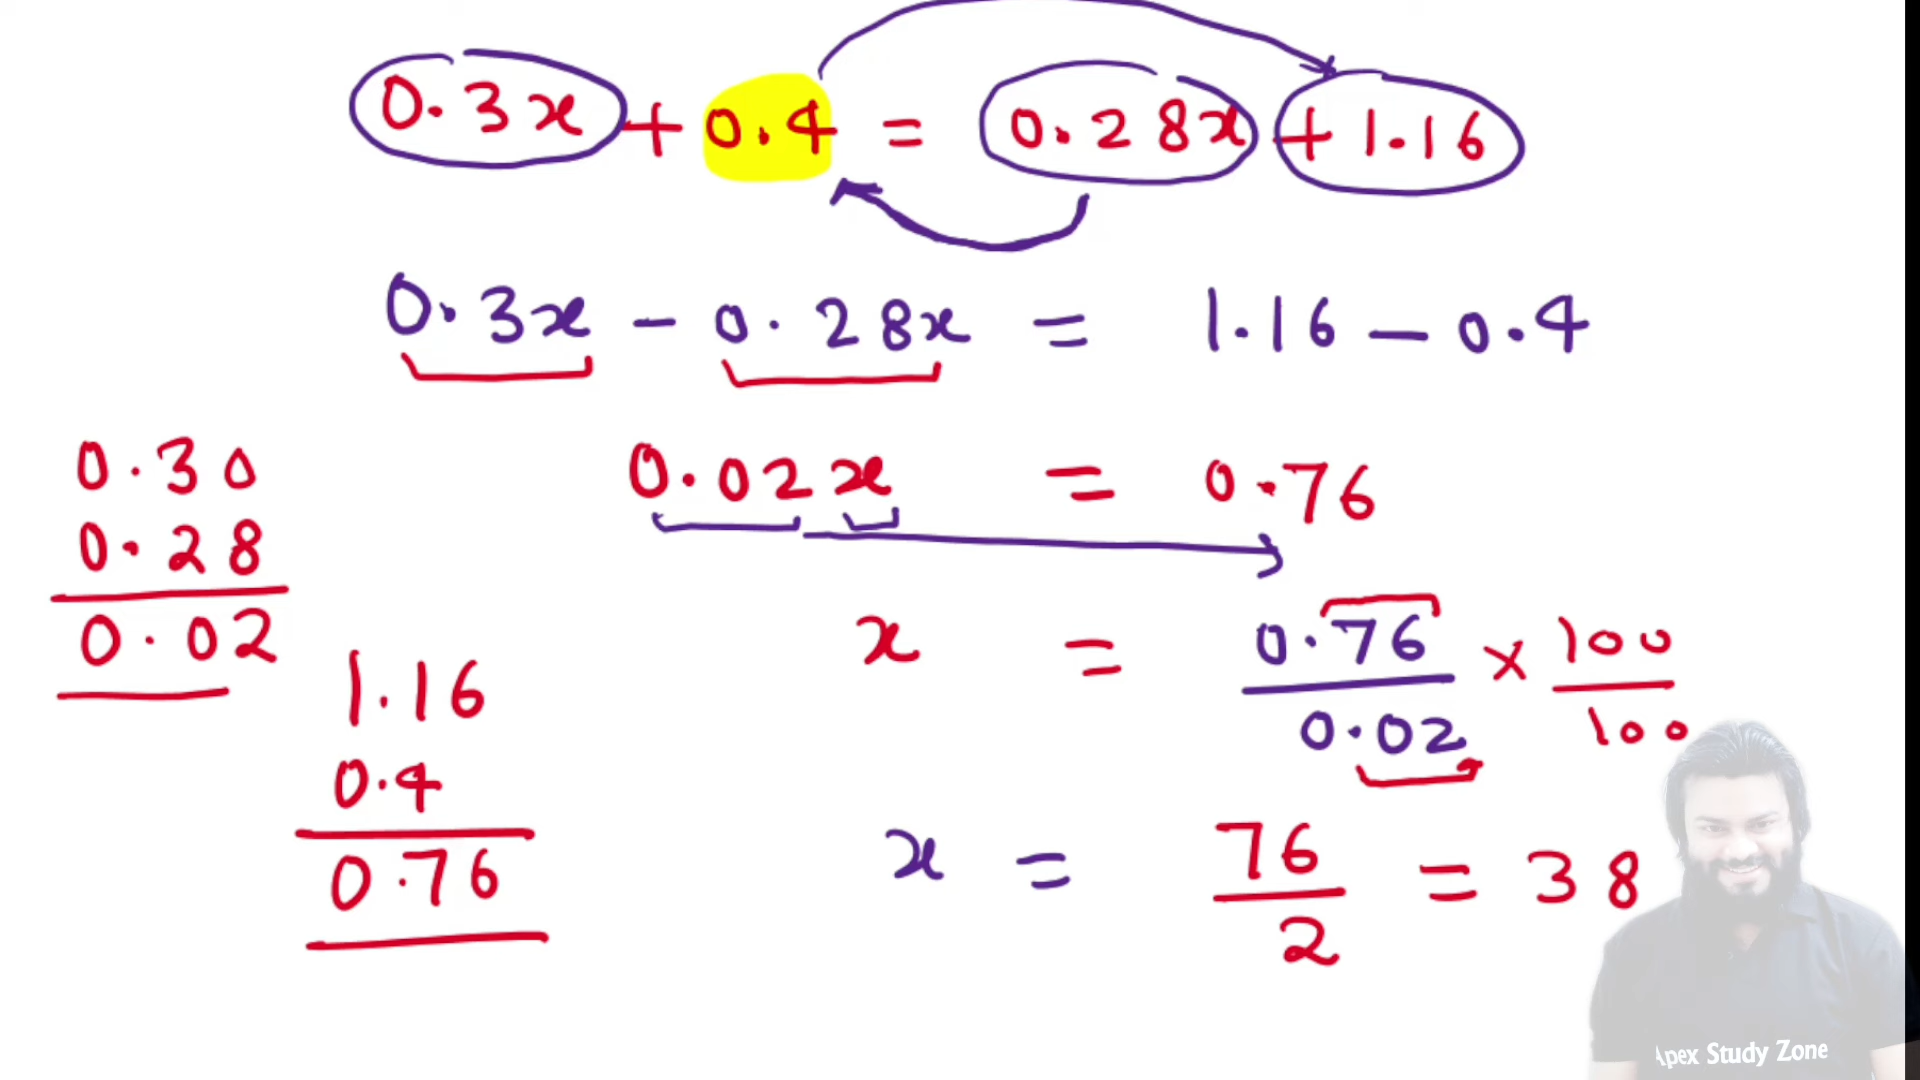 0.3x + 0.4 = 0.28x + 1.16
0.3x - 0.28x = 1.16 - 0.4
0.30
0.28
0.02
0.02x = 0.76
x = 0.76/0.02 × 100/100
1.16
0.4
0.76
x = 76/2 = 38
Apex Study Zone